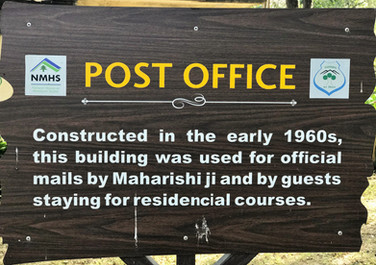 NMHS
POST OFFICE
Constructed in the early 1960s,
this building was used for official
mails by Maharishi ji and by guests
staying for residencial courses.